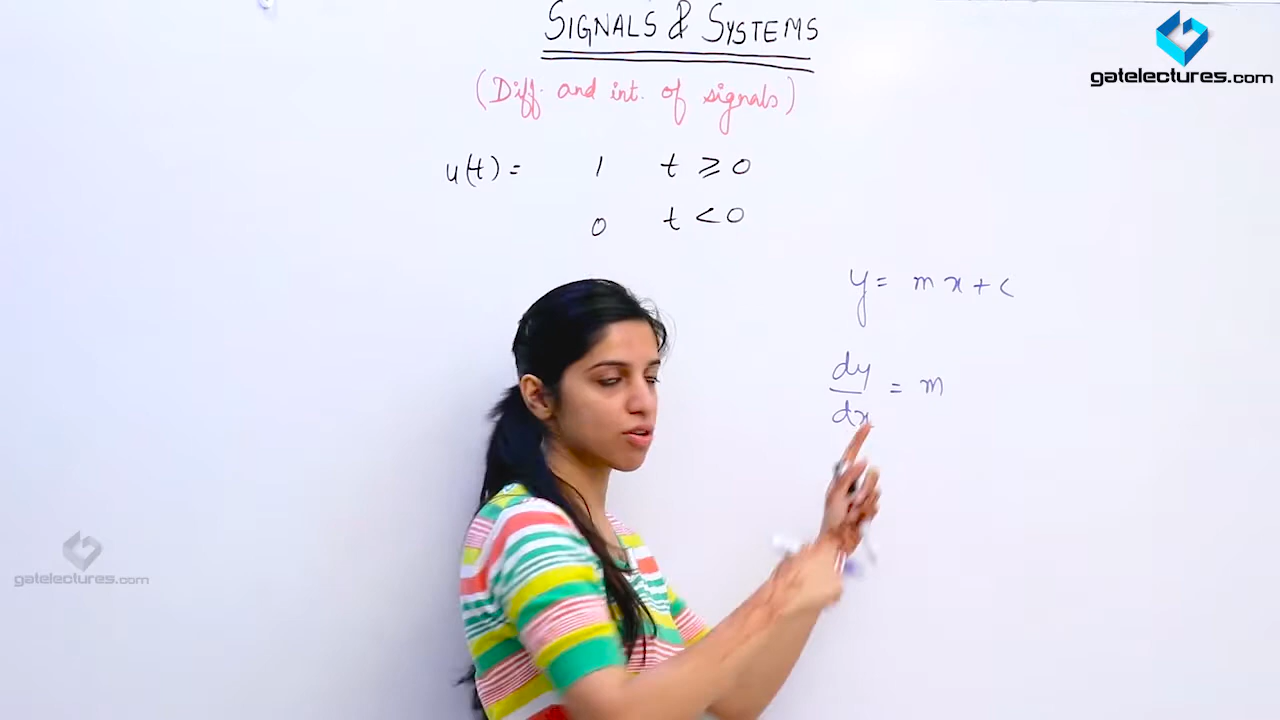 SIGNALS & SYSTEMS
gatelectures.com
(Diff. and int. of signals)
u(t) = 1 t ≥ 0
0 t < 0
y = mx + c
dy
dx = m
gatelectures.com